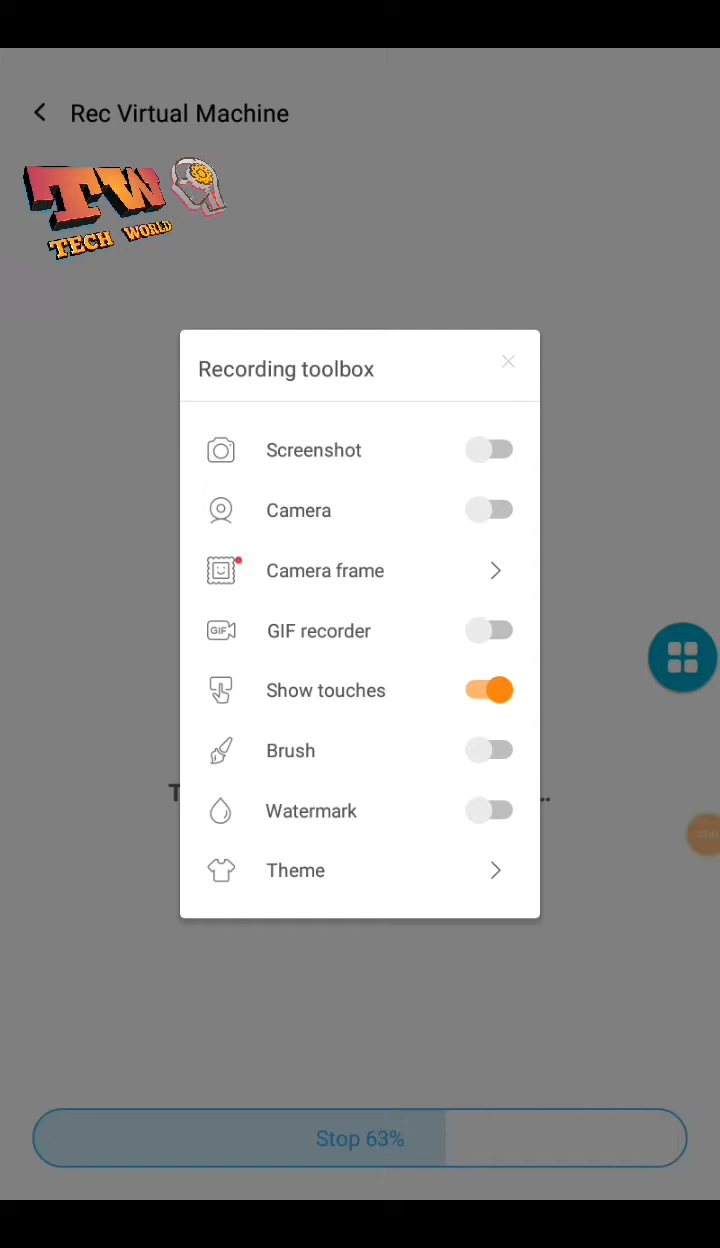 Rec Virtual Machine
TW
TECH WORLD
Recording toolbox
Screenshot
Camera
Camera frame
GIF
GIF recorder
Show touches
Brush
Watermark
Theme
Stop 63%